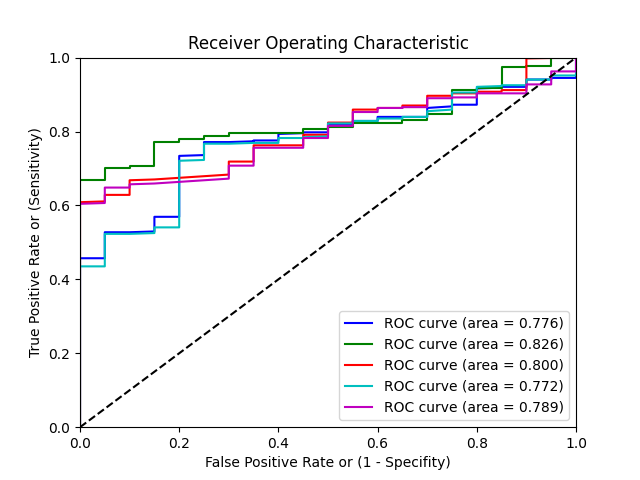 Receiver Operating Characteristic
True Positive Rate or (Sensitivity)
1.0
0.8
0.6
0.4
0.2
0.0
ROC curve (area = 0.776)
ROC curve (area = 0.826)
ROC curve (area = 0.800)
ROC curve (area = 0.772)
ROC curve (area = 0.789)
0.0 0.2 0.4 0.6 0.8 1.0
False Positive Rate or (1 - Specifity)